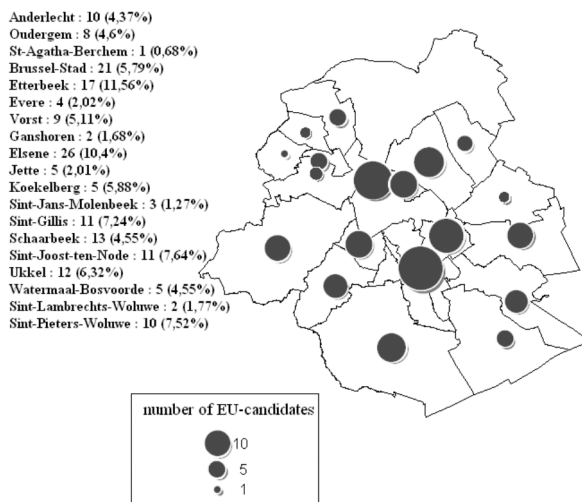 Anderlecht : 10 (4,37%)
Oudergem : 8 (4,6%)
St-Agatha-Berchem : 1 (0,68%)
Brussel-Stad : 21 (5,79%)
Etterbeek : 17 (11,56%)
Evere : 4 (2,02%)
Vorst : 9 (5,11%)
Ganshoren : 2 (1,68%)
Elsene : 26 (10,4%)
Jette : 5 (2,01%)
Koekelberg : 5 (5,88%)
Sint-Jans-Molenbeek : 3 (1,27%)
Sint-Gillis : 11 (7,24%)
Schaarbeek : 13 (4,55%)
Sint-Joost-ten-Node : 11 (7,64%)
Ukkel : 12 (6,32%)
Watermaal-Bosvoorde : 5 (4,55%)
Sint-Lambrechts-Woluwe : 2 (1,77%)
Sint-Pieters-Woluwe : 10 (7,52%)
number of EU-candidates
10
5
1